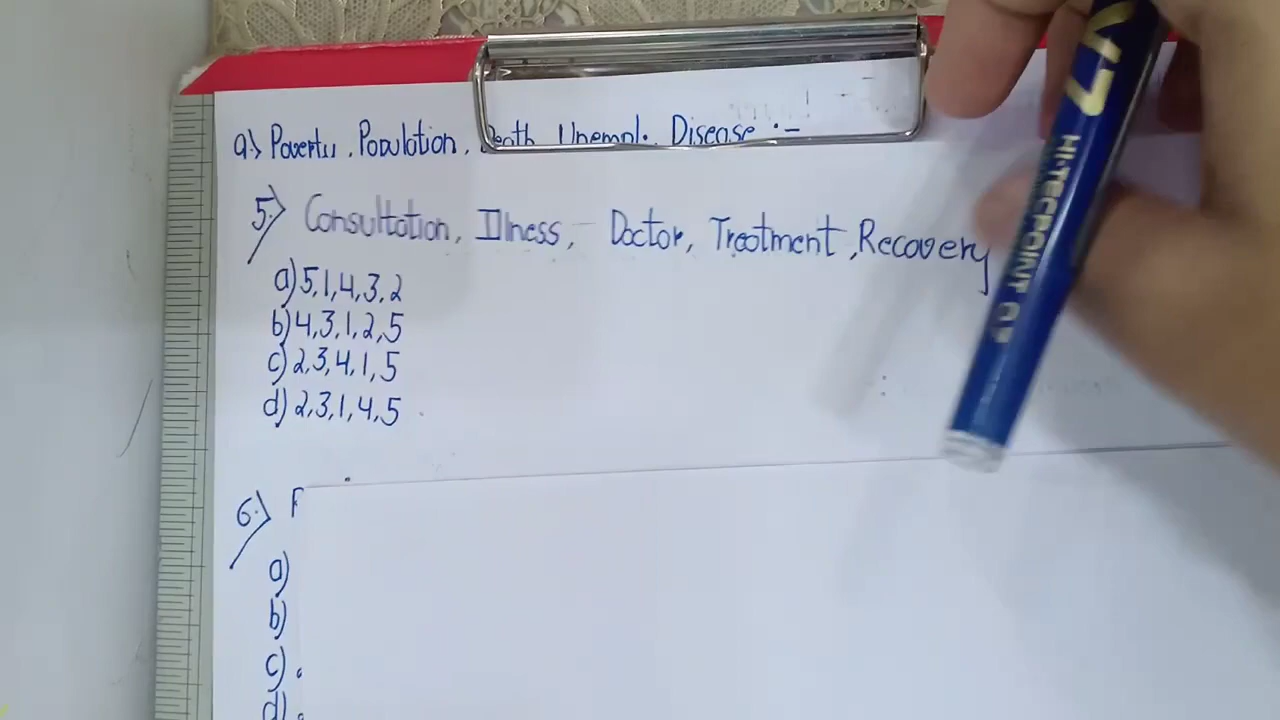 a.) Poverty, Population, Death, Unempl. Disease :-
5.) Consultation, Illness, - Doctor, Treatment, Recovery
a) 5, 1, 4, 3, 2
b) 4, 3, 1, 2, 5
c) 2, 3, 4, 1, 5
d) 2, 3, 1, 4, 5
6.)
a)
b)
c)
d)
V7
HI-TECPOINT